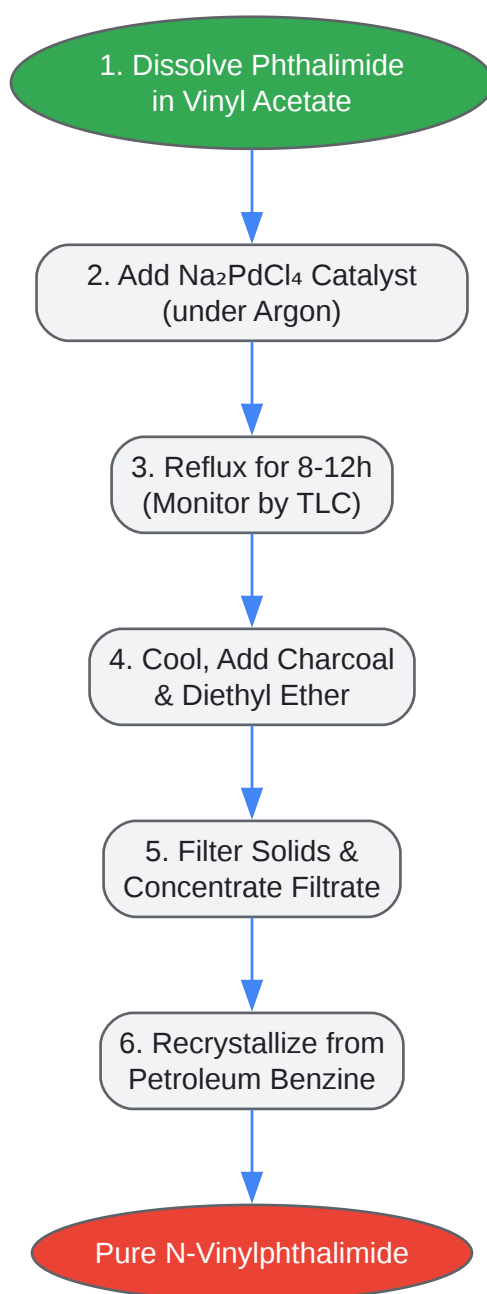 1. Dissolve Phthalimide
in Vinyl Acetate
2. Add Na₂PdCl₄ Catalyst
(under Argon)
3. Reflux for 8-12h
(Monitor by TLC)
4. Cool, Add Charcoal
& Diethyl Ether
5. Filter Solids &
Concentrate Filtrate
6. Recrystallize from
Petroleum Benzine
Pure N-Vinylphthalimide